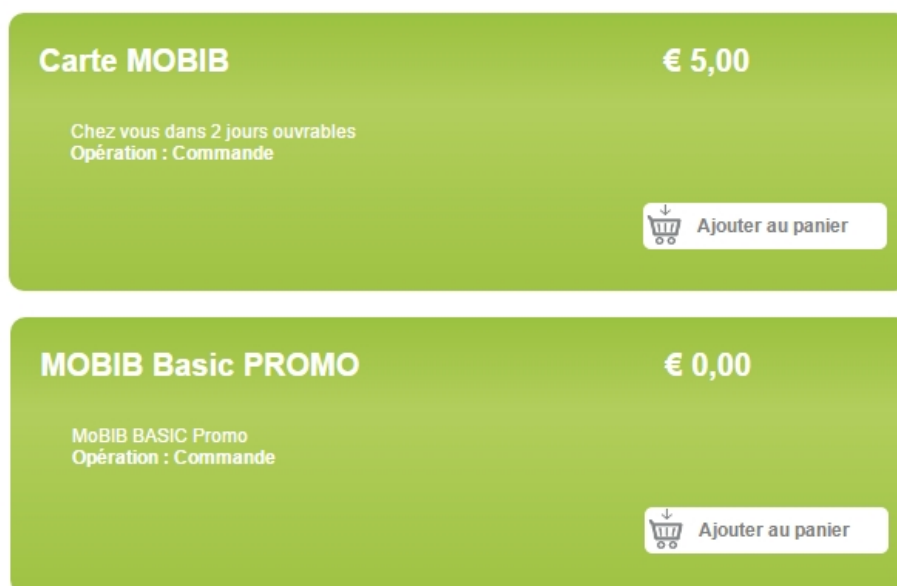 Carte MOBIB € 5,00
Chez vous dans 2 jours ouvrables
Opération : Commande
Ajouter au panier
MOBIB Basic PROMO € 0,00
MoBIB BASIC Promo
Opération : Commande
Ajouter au panier